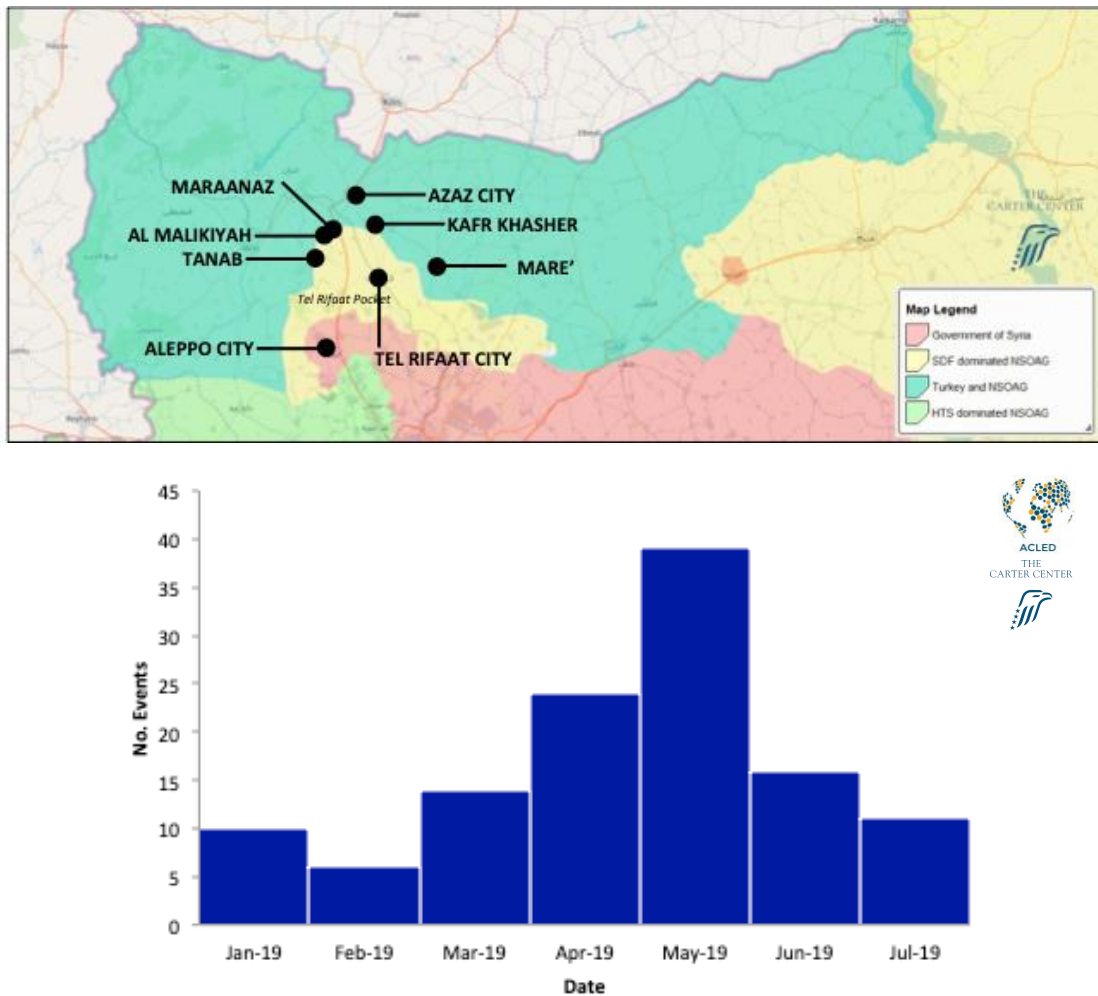 MARAANAZ
AZAZ CITY
AL MALIKIYAH
KAFR KHASHER
TANAB
MARE’
Tel Rifaat Pocket
ALEPPO CITY
TEL RIFAAT CITY
THE
CARTER CENTER
Map Legend
Government of Syria
SDF dominated NSOAG
Turkey and NSOAG
HTS dominated NSOAG
ACLED
THE
CARTER CENTER
No. Events
45
40
35
30
25
20
15
10
5
0
Jan-19 Feb-19 Mar-19 Apr-19 May-19 Jun-19 Jul-19
Date